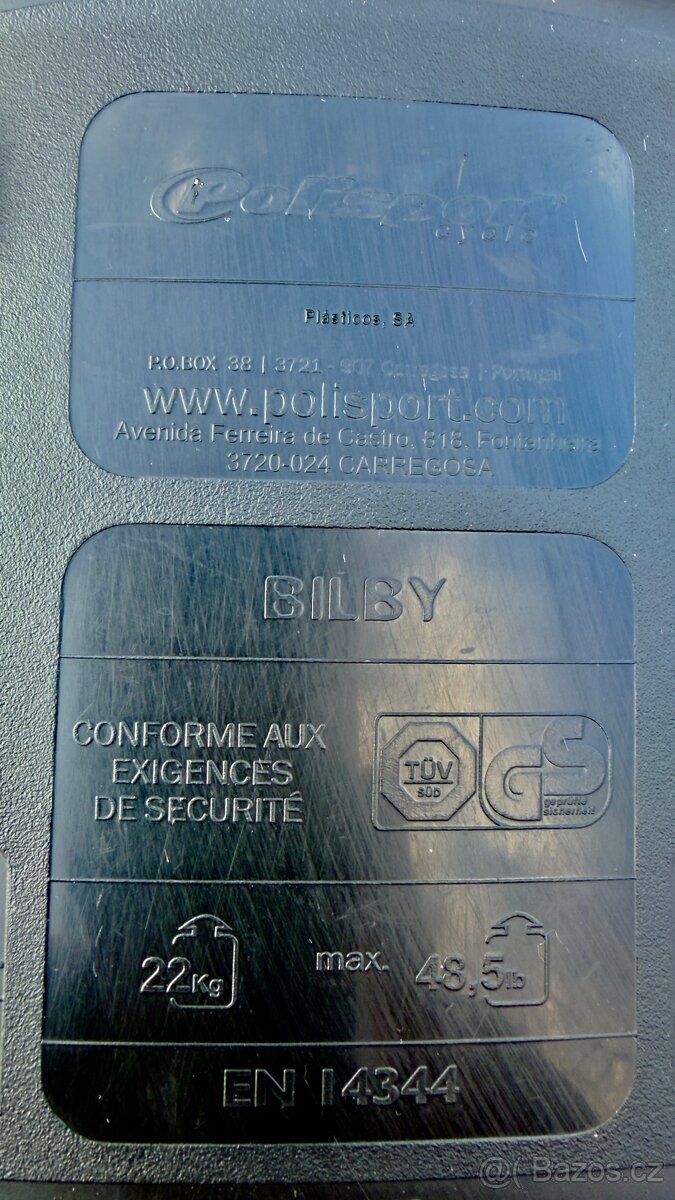 Polisport
cycle
Plásticos, SA
P.O.BOX 38 | 3721 - 907 Carregosa | Portugal
www.polisport.com
Avenida Ferreira de Castro, 818, Fontanheira
3720-024 CARREGOSA
BILBY
CONFORME AUX
EXIGENCES
DE SECURITÉ
TÜV
SÜD
GS
geprüfte
sicherheit
22Kg max. 48,5lb
EN 14344
@( Bazos.cz